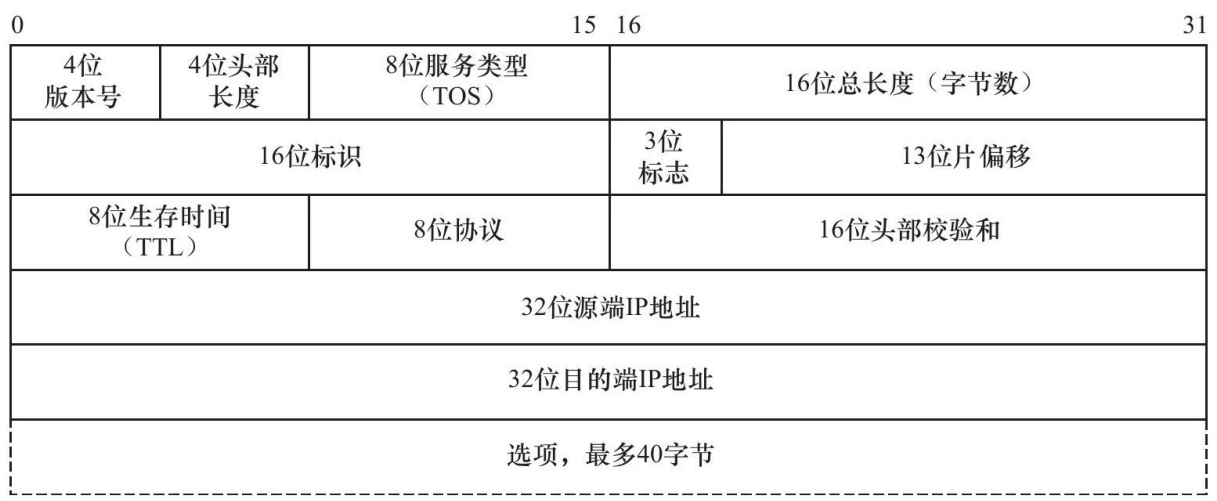 0 15 16 31
4位 版本号
4位头部 长度
8位服务类型 (TOS)
16位总长度（字节数）
16位标识
3位 标志
13位片偏移
8位生存时间 (TTL)
8位协议
16位头部校验和
32位源端IP地址
32位目的端IP地址
选项，最多40字节